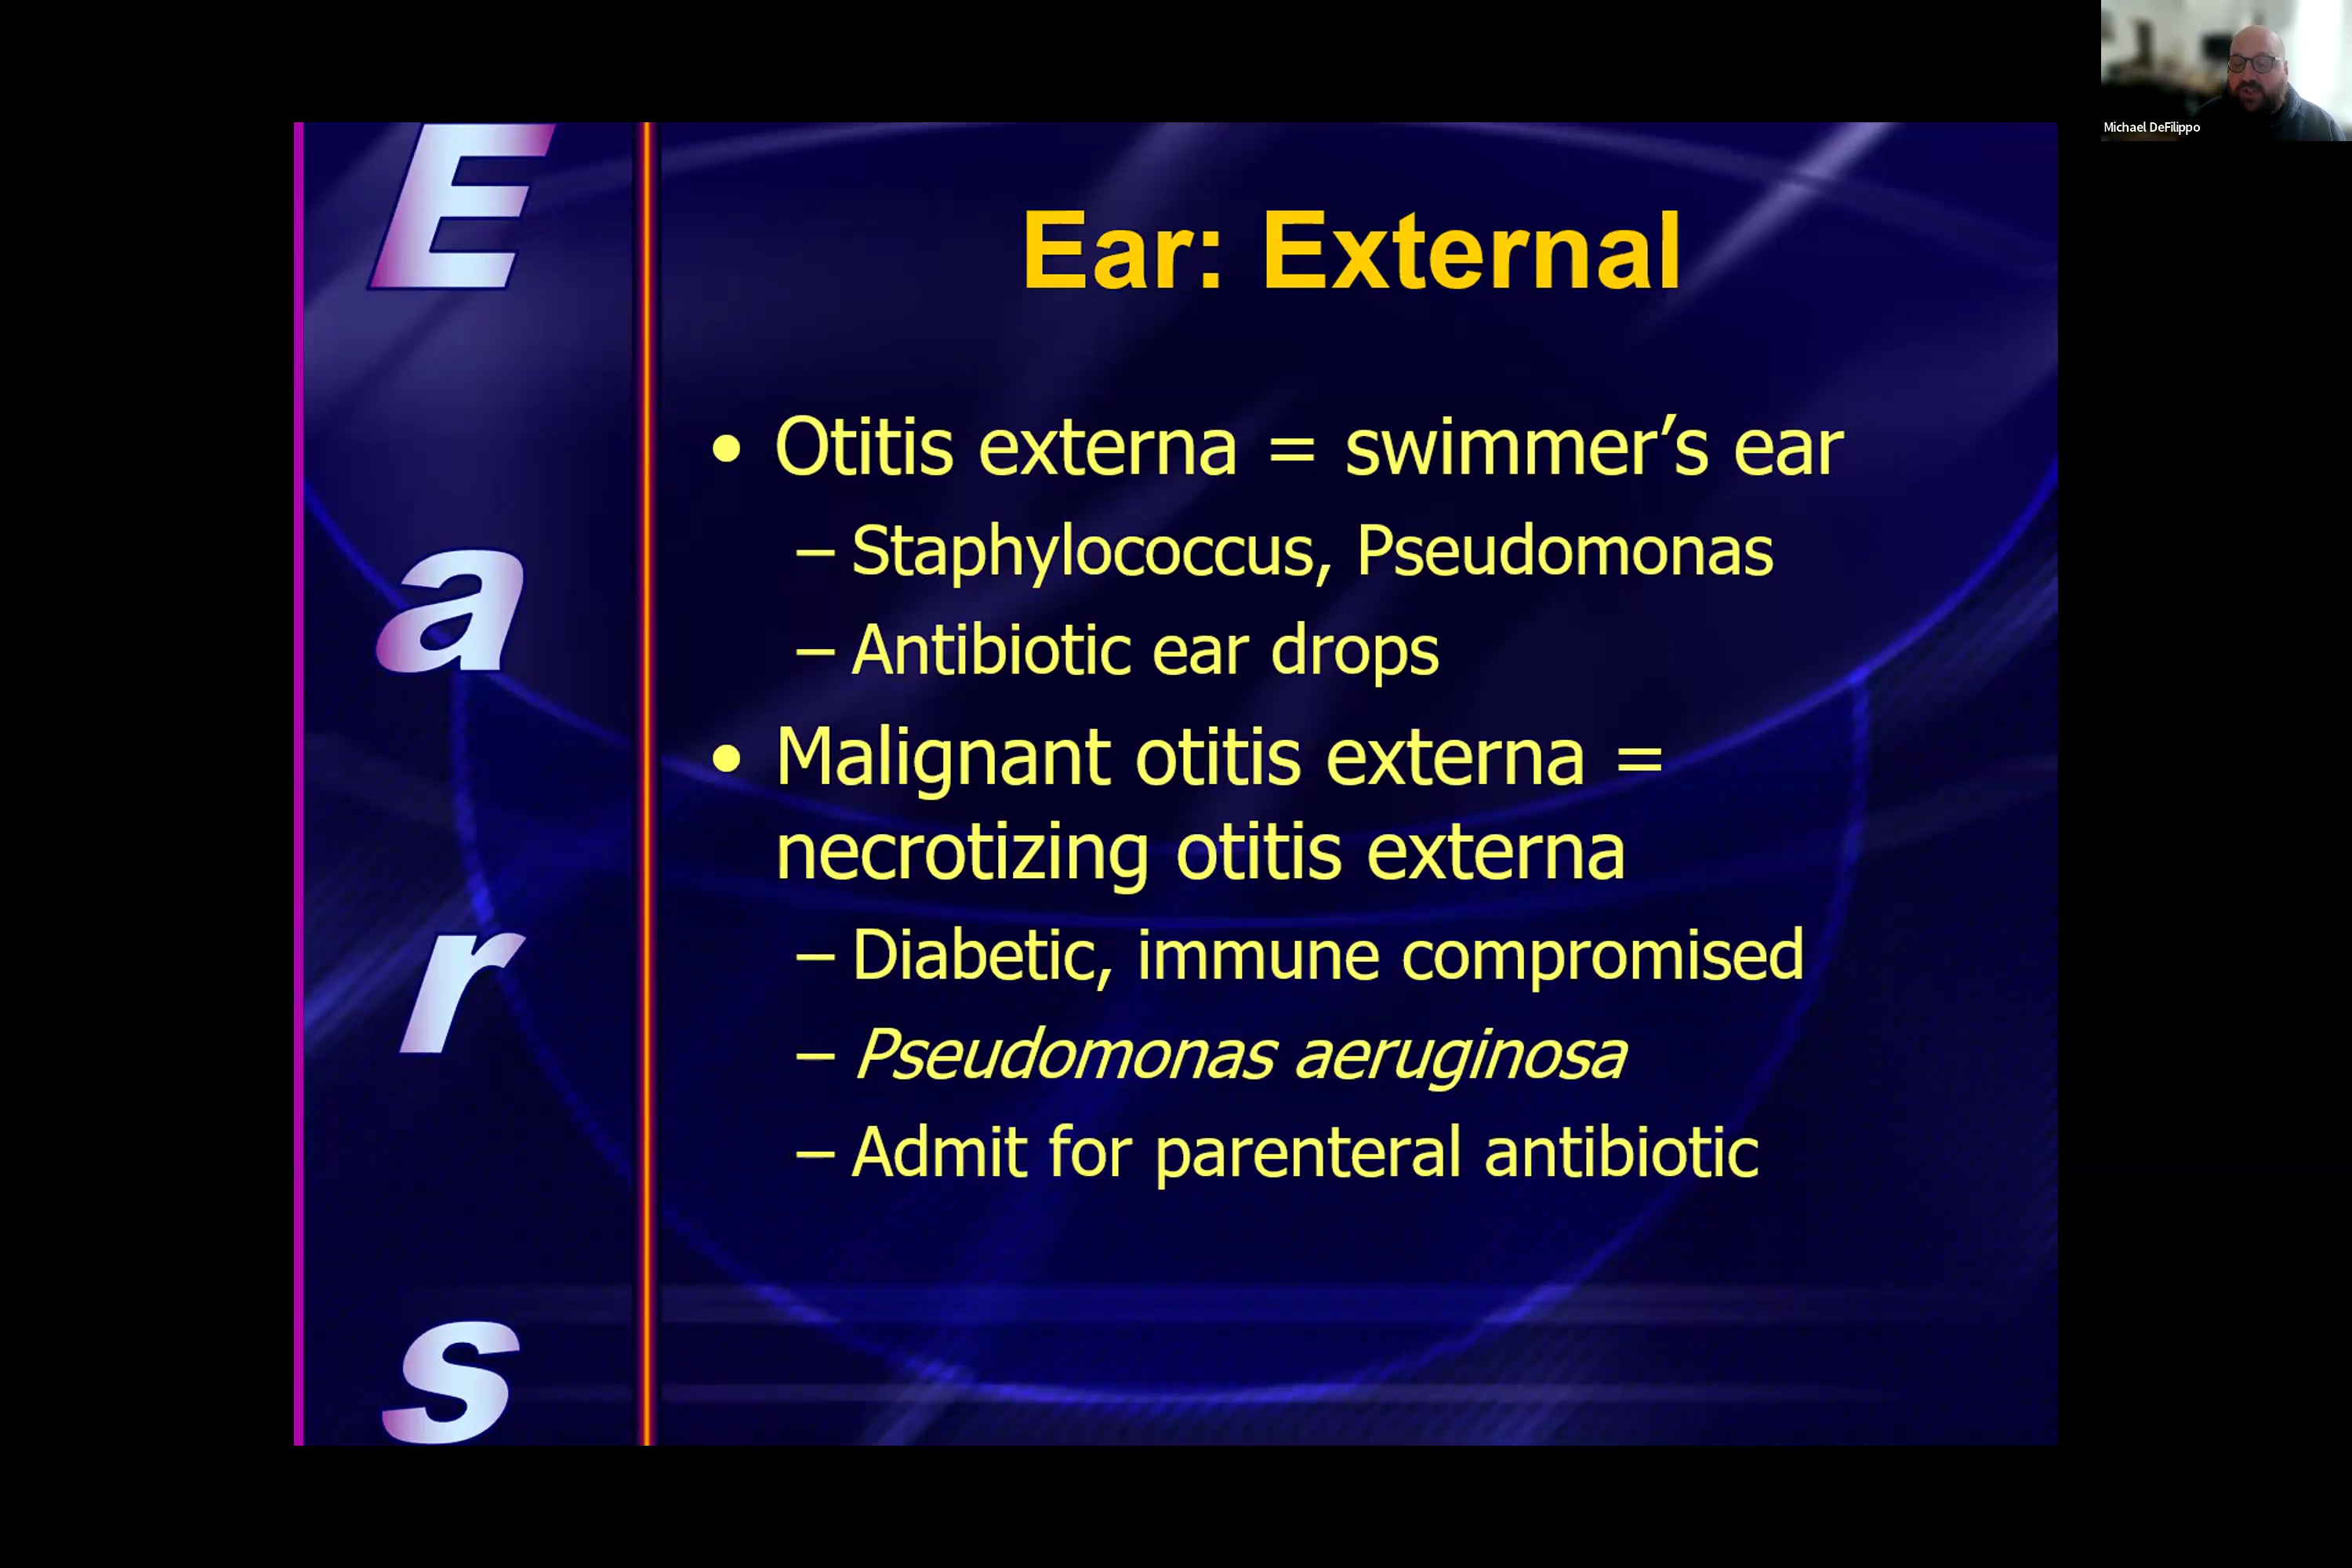 E
a
r
s
Ear: External
• Otitis externa = swimmer’s ear
– Staphylococcus, Pseudomonas
– Antibiotic ear drops
• Malignant otitis externa =
necrotizing otitis externa
– Diabetic, immune compromised
– Pseudomonas aeruginosa
– Admit for parenteral antibiotic
Michael DeFilippo